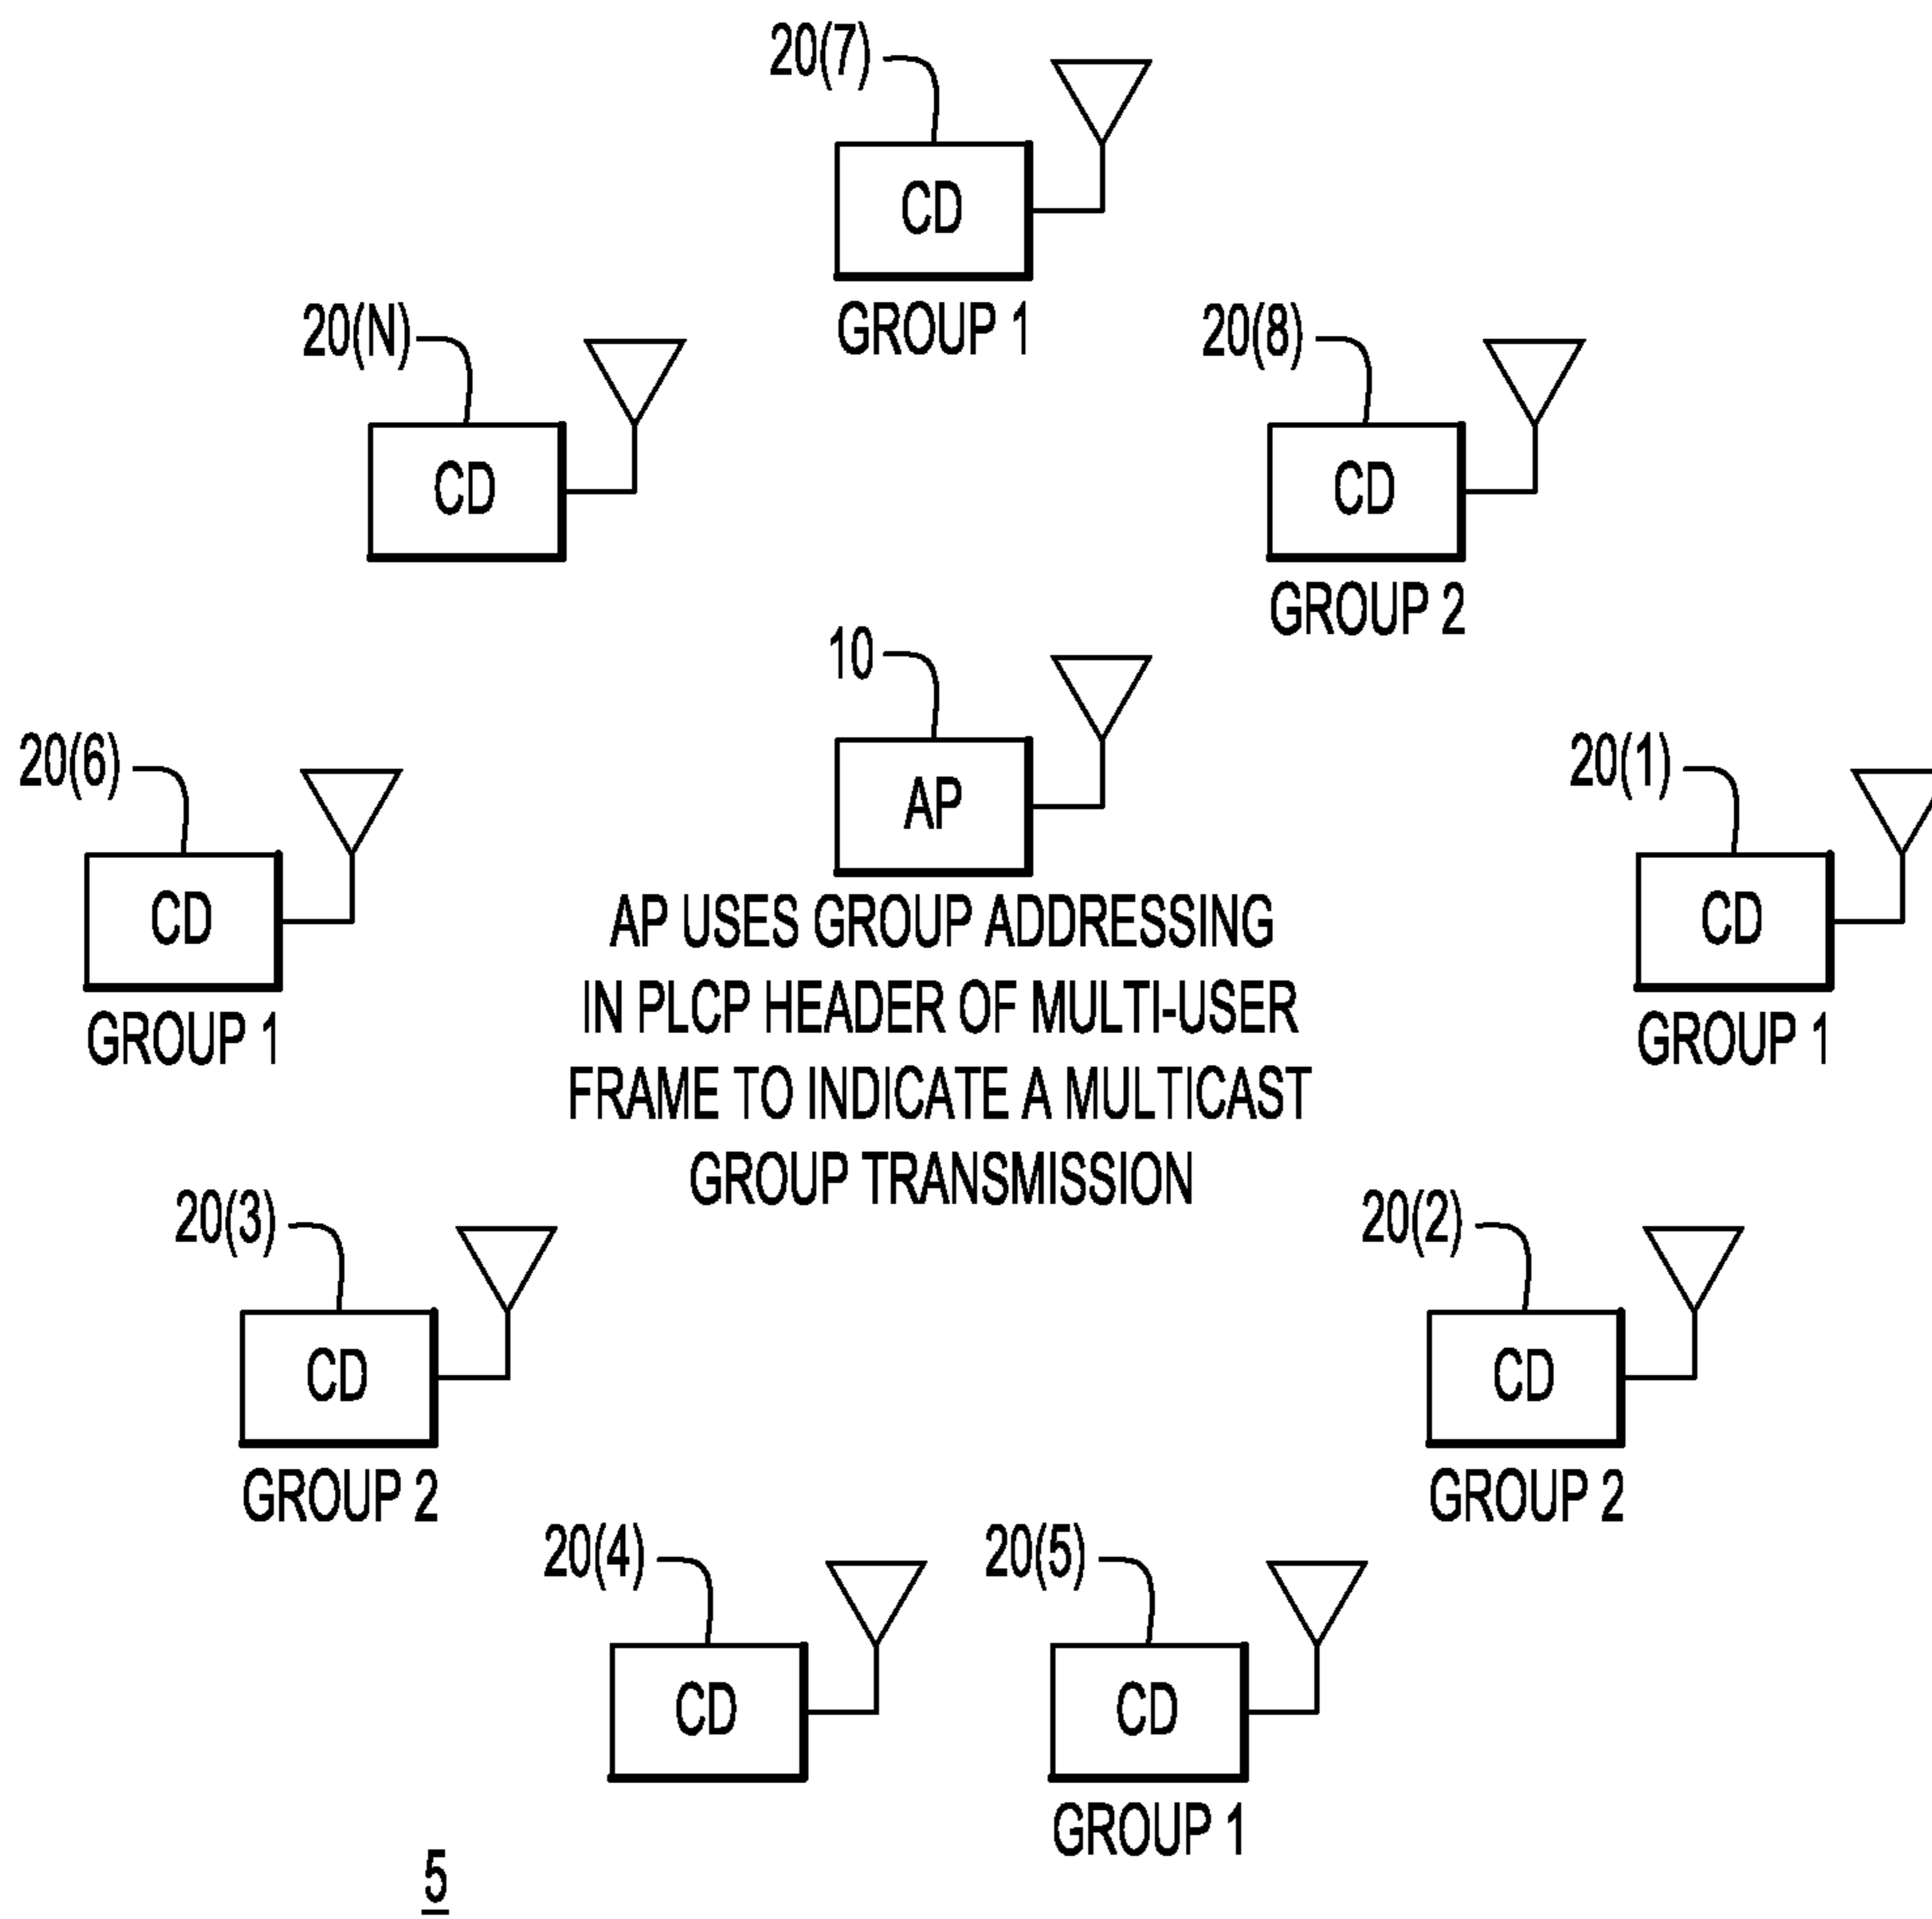 20(7)
CD
GROUP 1
20(N)
CD
20(8)
CD
GROUP 2
10
AP
AP USES GROUP ADDRESSING
IN PLCP HEADER OF MULTI-USER
FRAME TO INDICATE A MULTICAST
GROUP TRANSMISSION
20(6)
CD
GROUP 1
20(1)
CD
GROUP 1
20(3)
CD
GROUP 2
20(2)
CD
GROUP 2
20(4)
CD
20(5)
CD
GROUP 1
5